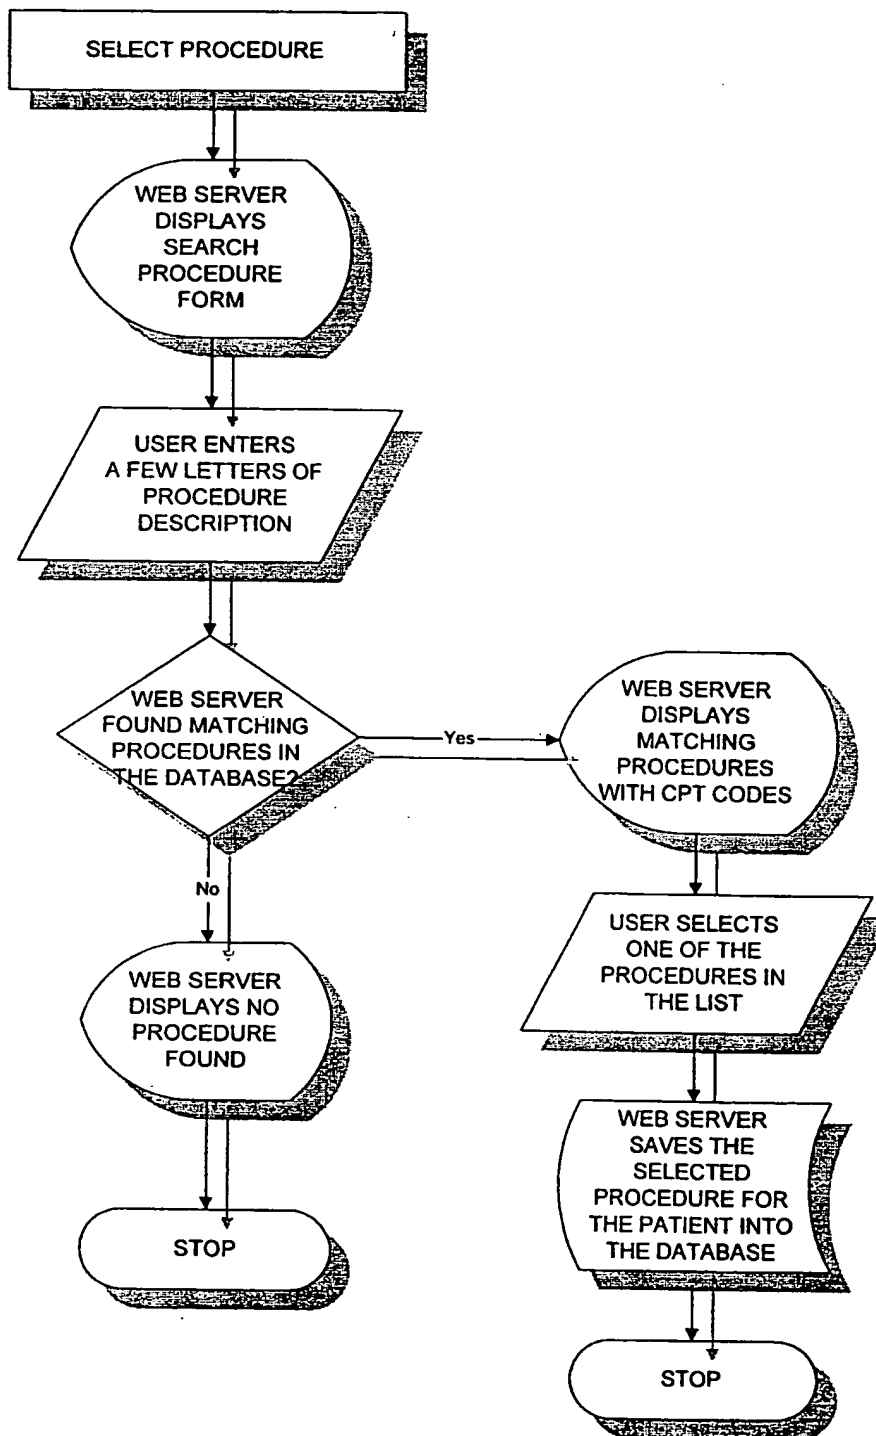 SELECT PROCEDURE
WEB SERVER
DISPLAYS
SEARCH
PROCEDURE
FORM
USER ENTERS
A FEW LETTERS OF
PROCEDURE
DESCRIPTION
WEB SERVER
FOUND MATCHING
PROCEDURES IN
THE DATABASE?
Yes
No
WEB SERVER
DISPLAYS
MATCHING
PROCEDURES
WITH CPT CODES
USER SELECTS
ONE OF THE
PROCEDURES IN
THE LIST
WEB SERVER
DISPLAYS NO
PROCEDURE
FOUND
WEB SERVER
SAVES THE
SELECTED
PROCEDURE FOR
THE PATIENT INTO
THE DATABASE
STOP
STOP